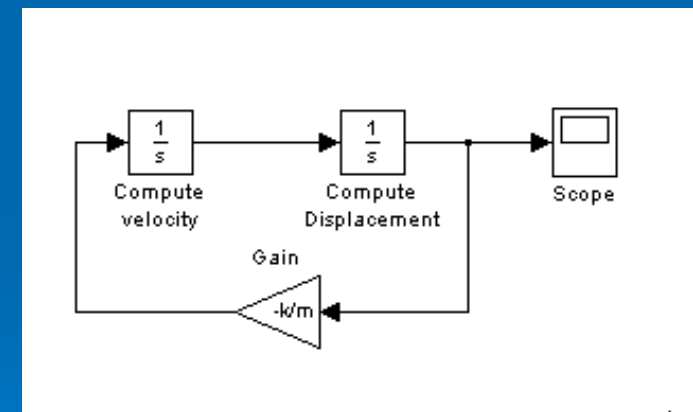 1
s
Compute
velocity
1
s
Compute
Displacement
Scope
Gain
-k/m